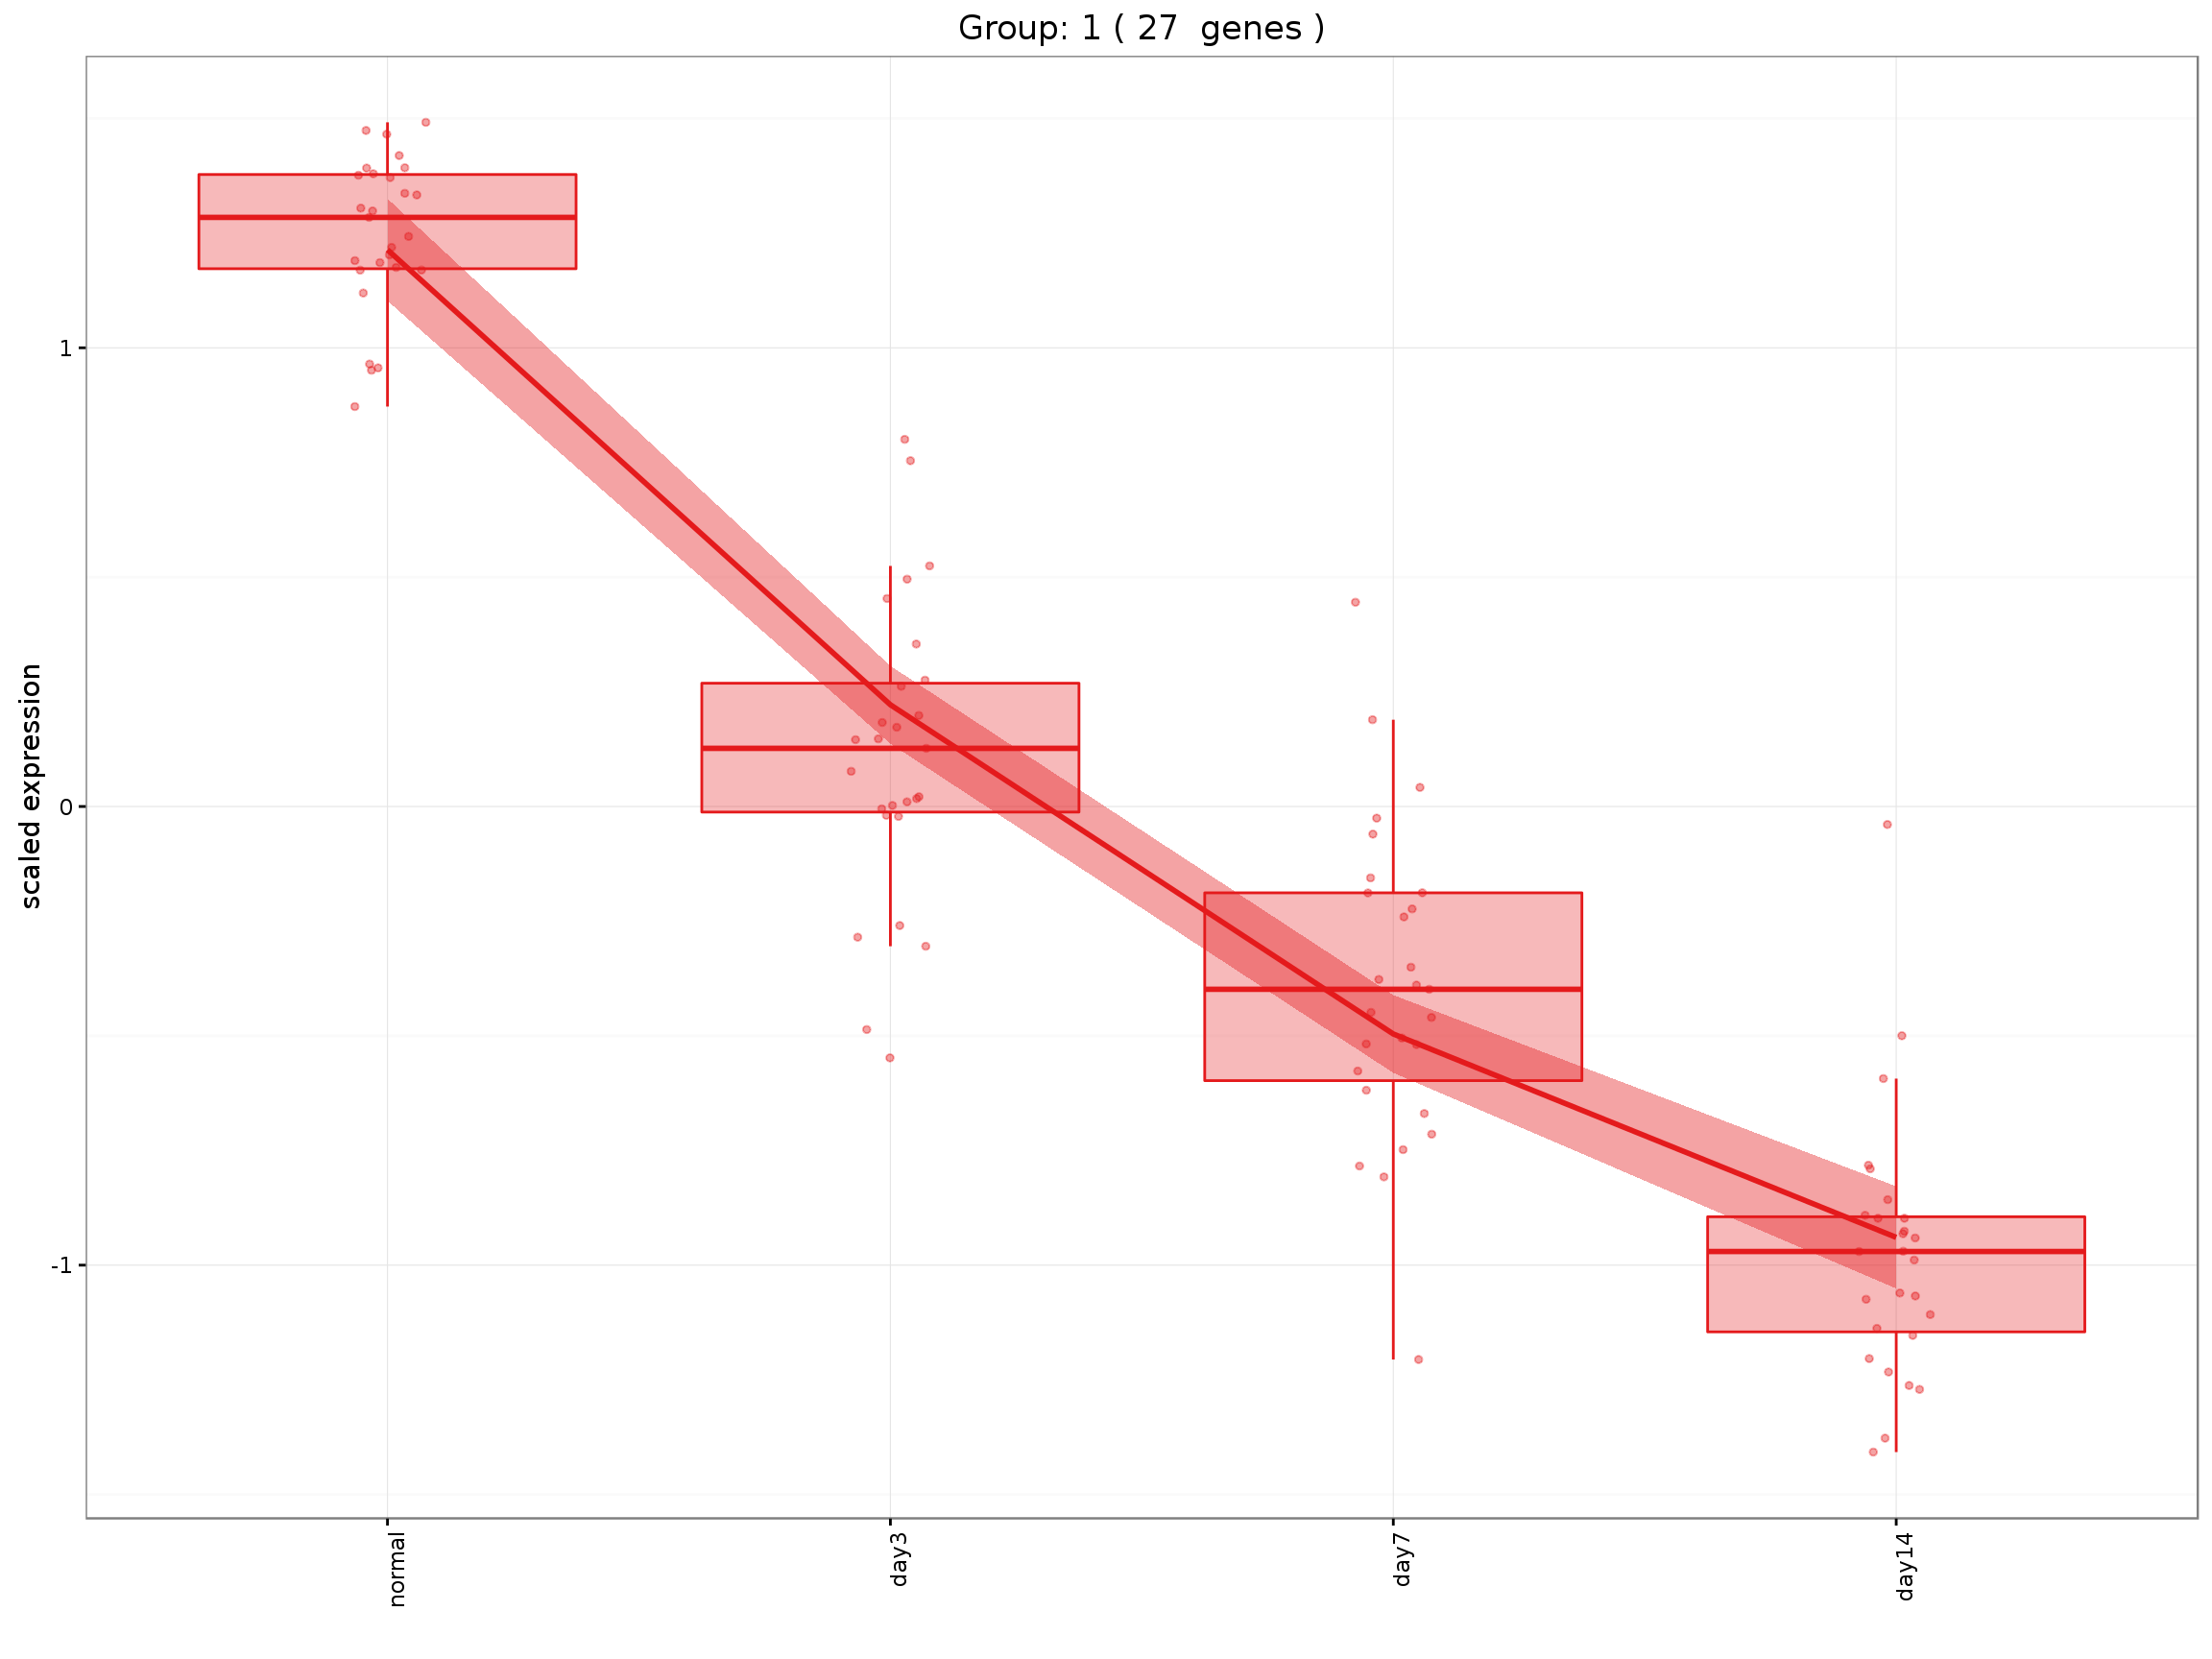 Group: 1 ( 27  genes )
scaled expression
1
0
-1
normal
day3
day7
day14